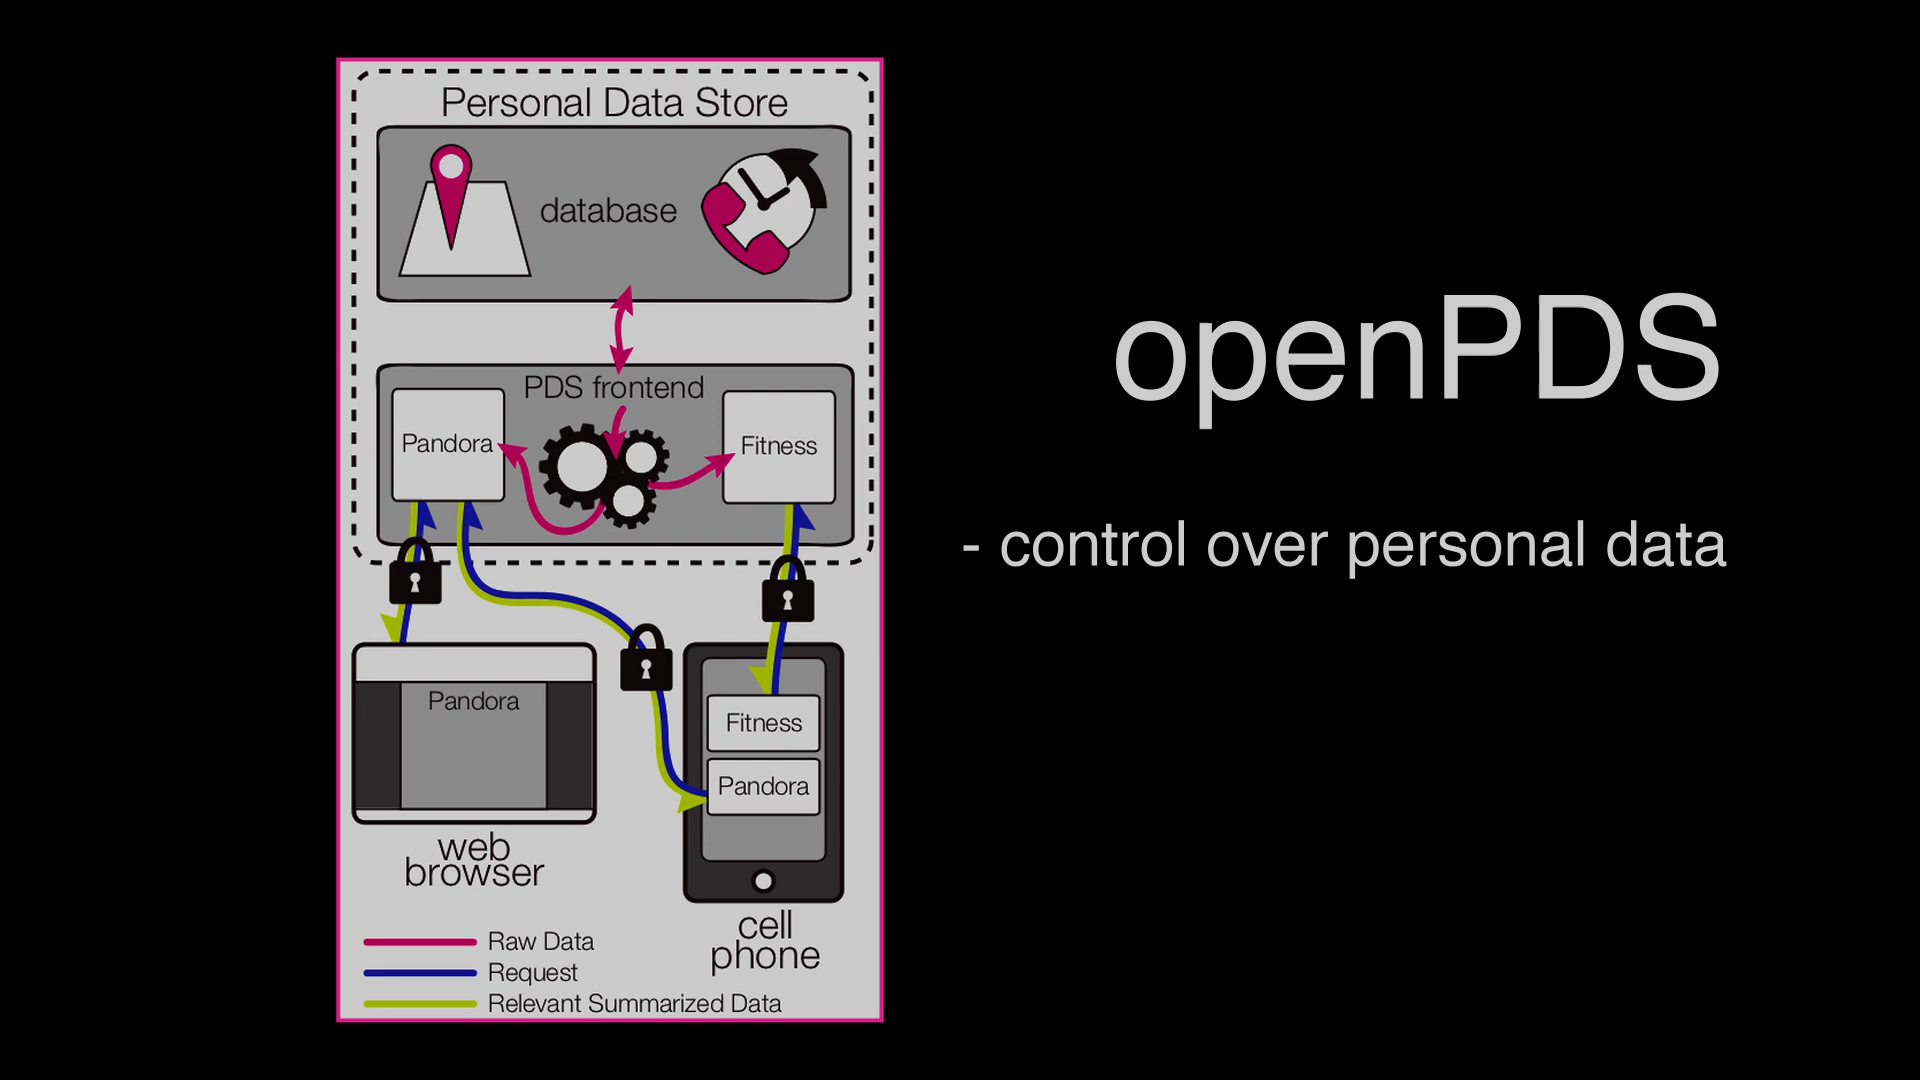 Personal Data Store
database
PDS frontend
Pandora
Fitness
Pandora
Fitness
Pandora
web
browser
cell
phone
Raw Data
Request
Relevant Summarized Data
openPDS
- control over personal data